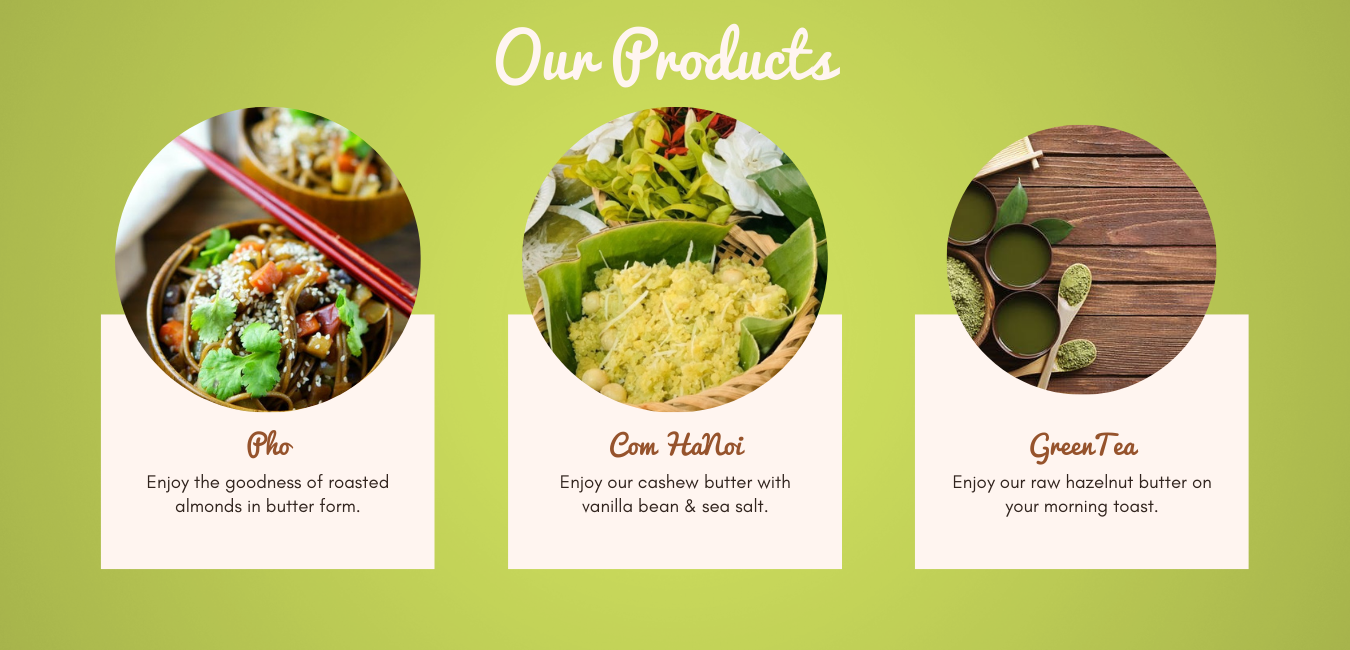 Our Products
Pho
Enjoy the goodness of roasted
almonds in butter form.
Com HaNoi
Enjoy our cashew butter with
vanilla bean & sea salt.
GreenTea
Enjoy our raw hazelnut butter on
your morning toast.